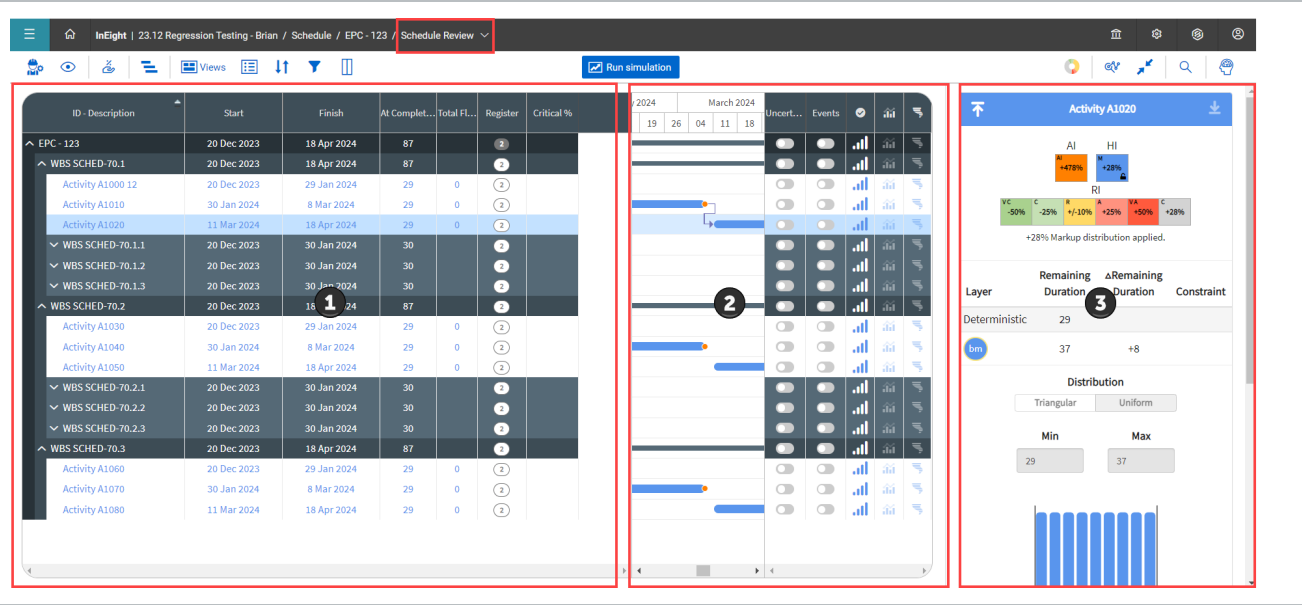 InEight | 23.12 Regression Testing - Brian / Schedule / EPC - 123 / Schedule Review
Views
Run simulation
ID - Description Start Finish At Complet... Total Fl... Register Critical %
2024 March 2024
19 26 04 11 18
Uncert... Events
EPC - 123 20 Dec 2023 18 Apr 2024 87 2
WBS SCHED-70.1 20 Dec 2023 18 Apr 2024 87 2
Activity A1000 12 20 Dec 2023 29 Jan 2024 29 0 2
Activity A1010 30 Jan 2024 8 Mar 2024 29 0 2
Activity A1020 11 Mar 2024 18 Apr 2024 29 0 2
WBS SCHED-70.1.1 20 Dec 2023 30 Jan 2024 30 2
WBS SCHED-70.1.2 20 Dec 2023 30 Jan 2024 30 2
WBS SCHED-70.1.3 20 Dec 2023 30 Jan 2024 30 2
WBS SCHED-70.2 20 Dec 2023 18 24 87 2
Activity A1030 20 Dec 2023 29 Jan 2024 29 0 2
Activity A1040 30 Jan 2024 8 Mar 2024 29 0 2
Activity A1050 11 Mar 2024 18 Apr 2024 29 0 2
WBS SCHED-70.2.1 20 Dec 2023 30 Jan 2024 30 2
WBS SCHED-70.2.2 20 Dec 2023 30 Jan 2024 30 2
WBS SCHED-70.2.3 20 Dec 2023 30 Jan 2024 30 2
WBS SCHED-70.3 20 Dec 2023 18 Apr 2024 87 2
Activity A1060 20 Dec 2023 29 Jan 2024 29 0 2
Activity A1070 30 Jan 2024 8 Mar 2024 29 0 2
Activity A1080 11 Mar 2024 18 Apr 2024 29 0 2
1
2
3
Activity A1020
AI HI
AI M
+478% +28%
RI
VC C R A VA C
-50% -25% +/-10% +25% +50% +28%
+28% Markup distribution applied.
Remaining ΔRemaining
Layer Duration Duration Constraint
Deterministic 29
bm 37 +8
Distribution
Triangular Uniform
Min Max
29 37